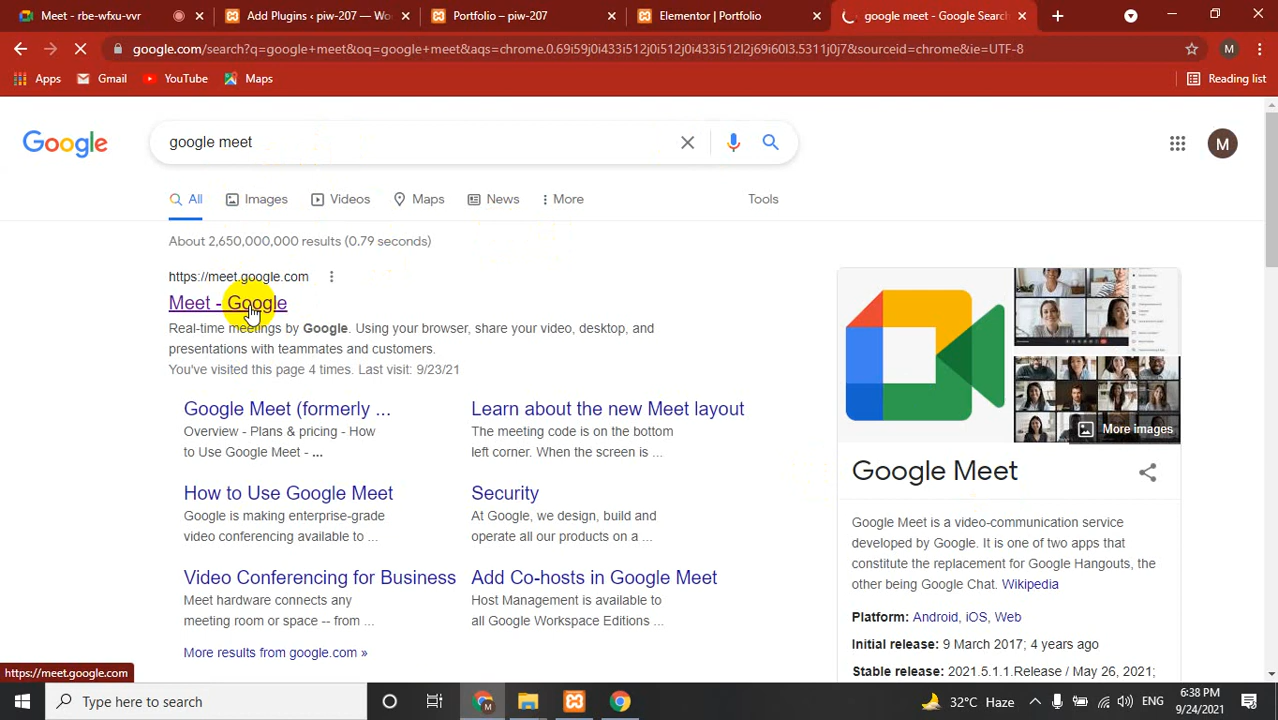 Meet - rbe-wfxu-vvr
Add Plugins ‹ piw-207 — Wo
Portfolio – piw-207
Elementor | Portfolio
google meet - Google Searc
google.com/search?q=google+meet&oq=google+meet&aqs=chrome.0.69i59j0i433i512j0i512j0i433i512l2j69i60l3.5311j0j7&sourceid=chrome&ie=UTF-8
M
Apps
Gmail
YouTube
Maps
Reading list
Google
google meet
M
All
Images
Videos
Maps
News
More
Tools
About 2,650,000,000 results (0.79 seconds)
https://meet.google.com
Meet - Google
Real-time meetings by Google. Using your browser, share your video, desktop, and
presentations with teammates and customers.
You've visited this page 4 times. Last visit: 9/23/21
Google Meet (formerly ...
Overview - Plans & pricing - How
to Use Google Meet - ...
Learn about the new Meet layout
The meeting code is on the bottom
left corner. When the screen is ...
How to Use Google Meet
Google is making enterprise-grade
video conferencing available to ...
Security
At Google, we design, build and
operate all our products on a ...
Video Conferencing for Business
Meet hardware connects any
meeting room or space -- from ...
Add Co-hosts in Google Meet
Host Management is available to
all Google Workspace Editions ...
More results from google.com »
More images
Google Meet
Google Meet is a video-communication service
developed by Google. It is one of two apps that
constitute the replacement for Google Hangouts, the
other being Google Chat. Wikipedia
Platform: Android, iOS, Web
Initial release: 9 March 2017; 4 years ago
Stable release: 2021.5.1.1.Release / May 26, 2021;
https://meet.google.com
Type here to search
32°C Haze
ENG
6:38 PM
9/24/2021